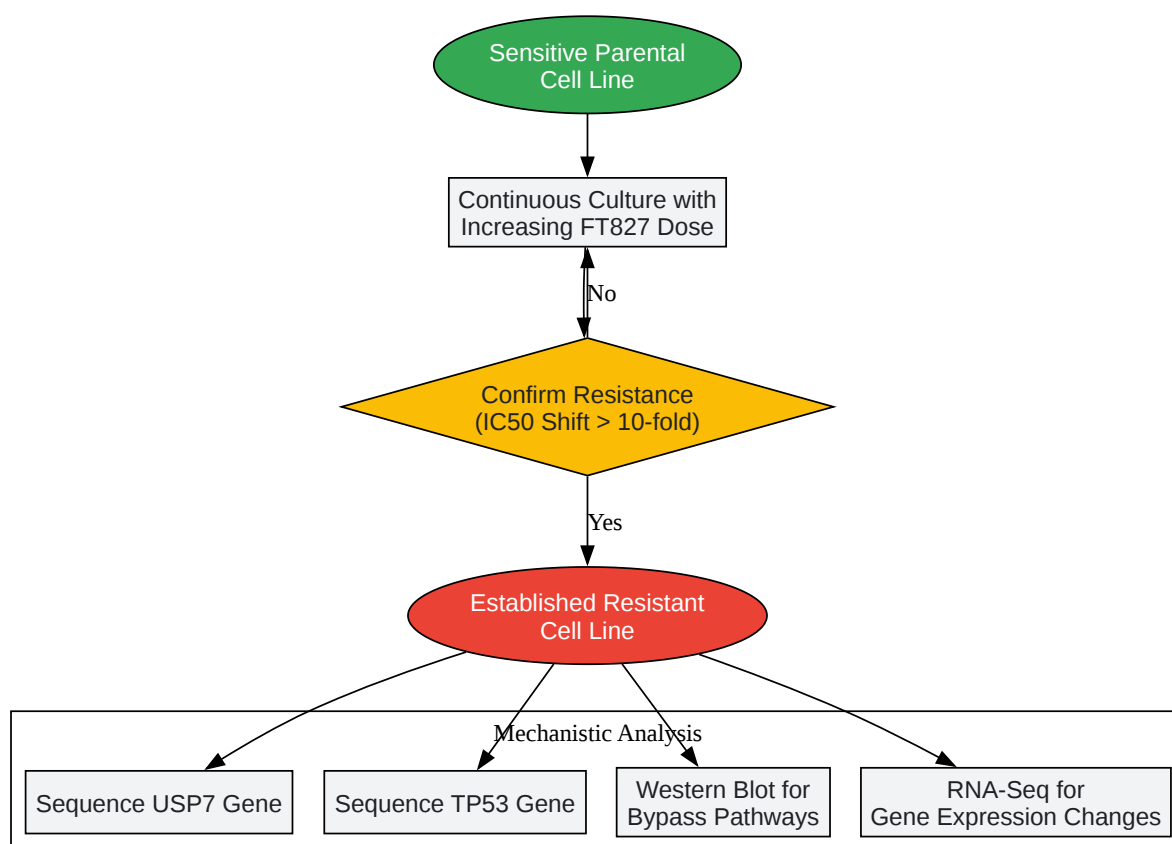 Sensitive Parental
Cell Line
Continuous Culture with
Increasing FT827 Dose
No
Confirm Resistance
(IC50 Shift > 10-fold)
Yes
Established Resistant
Cell Line
Mechanistic Analysis
Sequence USP7 Gene
Sequence TP53 Gene
Western Blot for
Bypass Pathways
RNA-Seq for
Gene Expression Changes